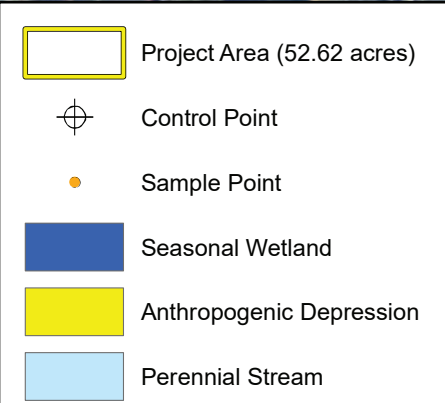 Project Area (52.62 acres)
Control Point
Sample Point
Seasonal Wetland
Anthropogenic Depression
Perennial Stream